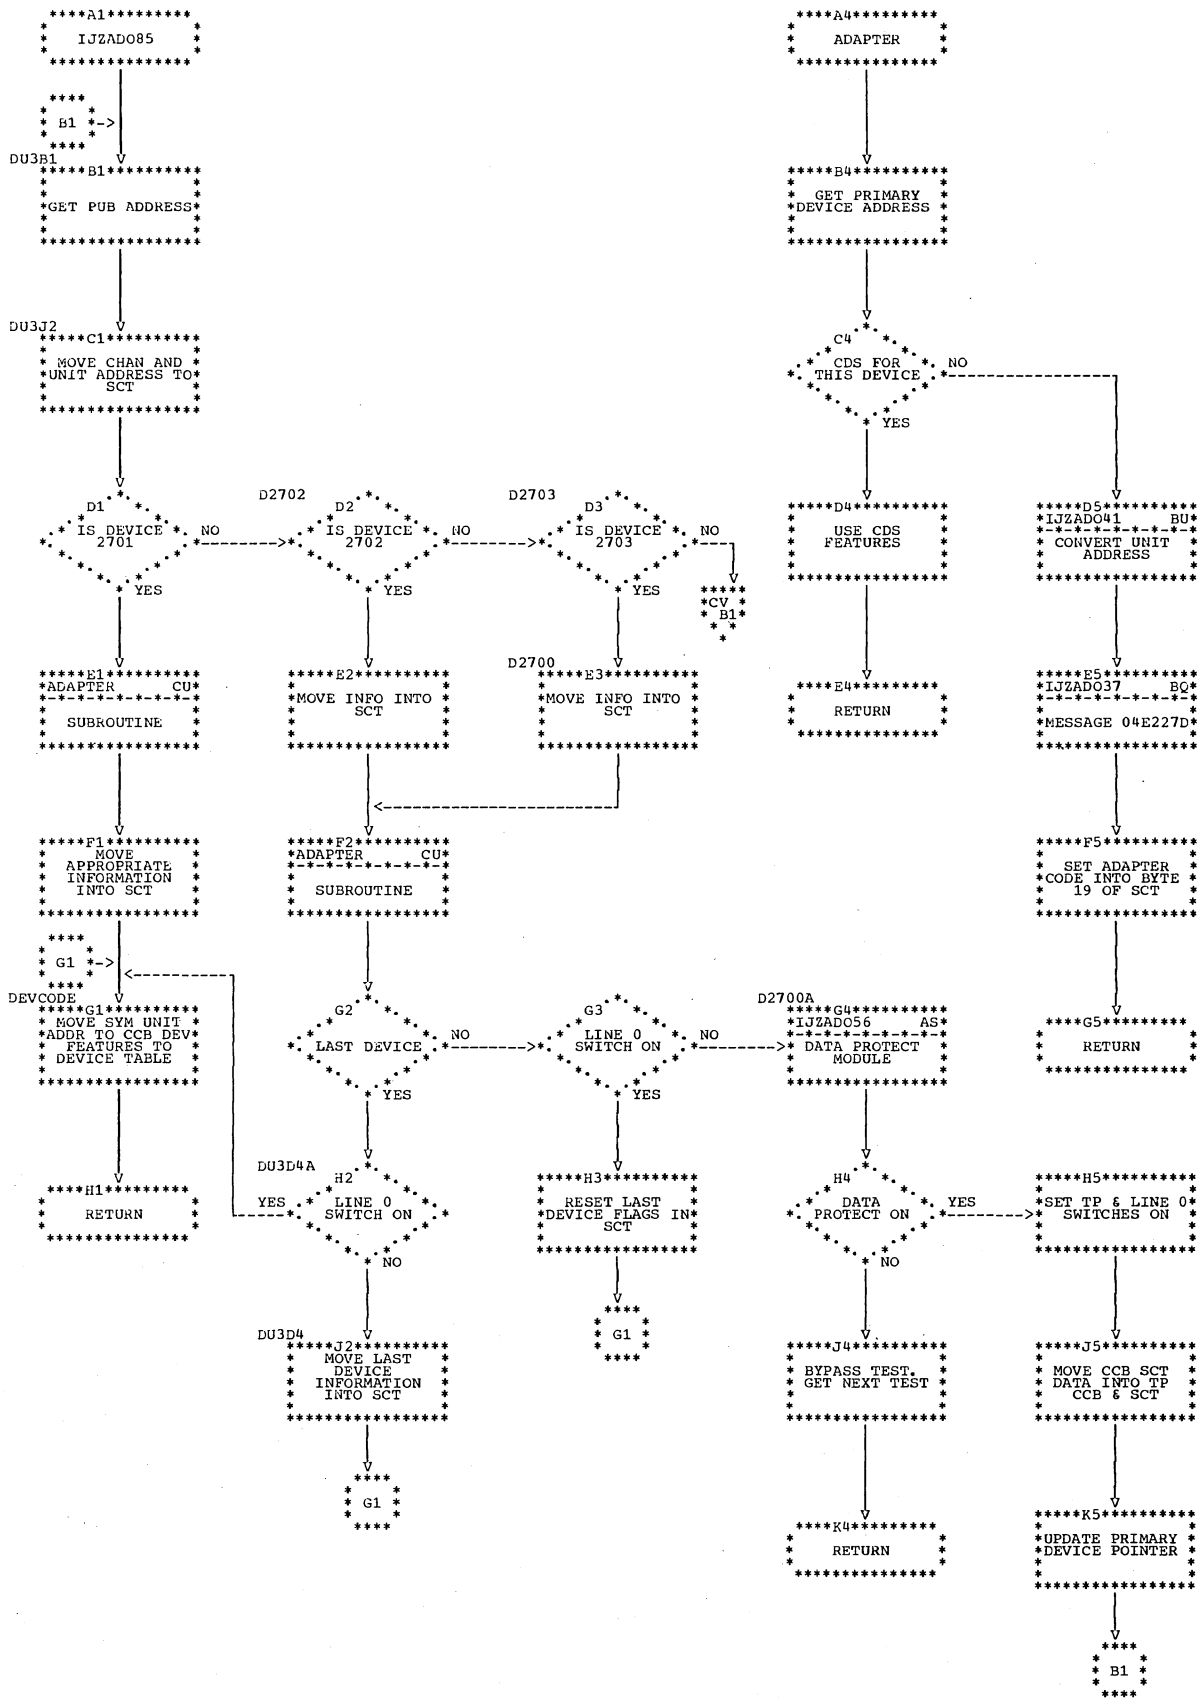 A1
IJZADO85
B1
DU3B1
B1
GET PUB ADDRESS
DU3J2
C1
MOVE CHAN AND
UNIT ADDRESS TO
SCT
D1
IS DEVICE
2701
NO
YES
D2702
D2
IS DEVICE
2702
NO
YES
D2703
D3
IS DEVICE
2703
NO
YES
CV
B1
E1
ADAPTER CU
SUBROUTINE
E2
MOVE INFO INTO
SCT
D2700
E3
MOVE INFO INTO
SCT
F1
MOVE
APPROPRIATE
INFORMATION
INTO SCT
F2
ADAPTER CU
SUBROUTINE
G1
DEVCODE
G1
MOVE SYM UNIT
ADDR TO CCB DEV
FEATURES TO
DEVICE TABLE
G2
LAST DEVICE
NO
YES
G3
LINE 0
SWITCH ON
NO
YES
H1
RETURN
DU3D4A
H2
LINE 0
SWITCH ON
YES
NO
H3
RESET LAST
DEVICE FLAGS IN
SCT
G1
DU3D4
J2
MOVE LAST
DEVICE
INFORMATION
INTO SCT
G1
A4
ADAPTER
B4
GET PRIMARY
DEVICE ADDRESS
C4
CDS FOR
THIS DEVICE
NO
YES
D4
USE CDS
FEATURES
E4
RETURN
D5
IJZADO41 BU
CONVERT UNIT
ADDRESS
E5
IJZADO37 BQ
MESSAGE 04E227D
F5
SET ADAPTER
CODE INTO BYTE
19 OF SCT
G5
RETURN
D2700A
G4
IJZADO56 AS
DATA PROTECT
MODULE
H4
DATA
PROTECT ON
YES
NO
H5
SET TP & LINE 0
SWITCHES ON
J4
BYPASS TEST.
GET NEXT TEST
J5
MOVE CCB SCT
DATA INTO TP
CCB & SCT
K4
RETURN
K5
UPDATE PRIMARY
DEVICE POINTER
B1